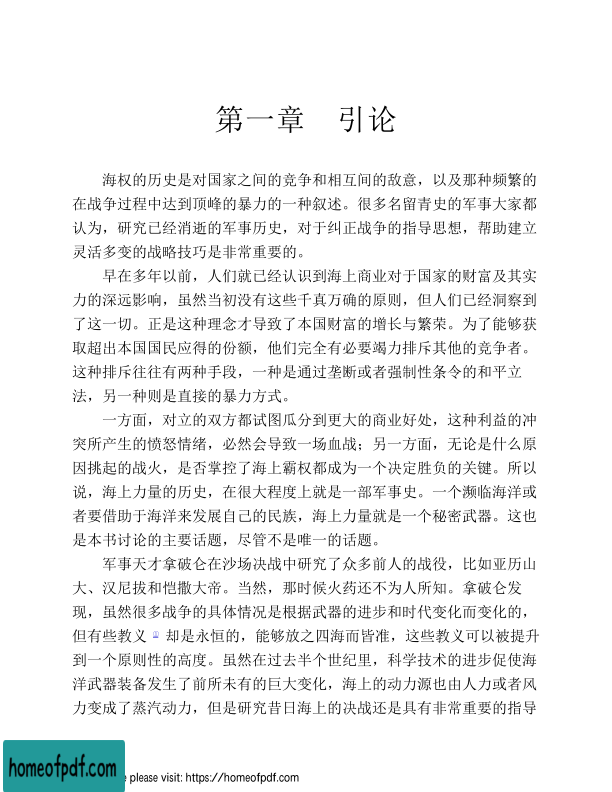 第一章 引论
海权的历史是对国家之间的竞争和相互间的敌意，以及那种频繁的
在战争过程中达到顶峰的暴力的一种叙述。很多名留青史的军事大家都
认为，研究已经消逝的军事历史，对于纠正战争的指导思想，帮助建立
灵活多变的战略技巧是非常重要的。
早在多年以前，人们就已经认识到海上商业对于国家的财富及其实
力的深远影响，虽然当初没有这些千真万确的原则，但人们已经洞察到
了这一切。正是这种理念才导致了本国财富的增长与繁荣。为了能够获
取超出本国国民应得的份额，他们完全有必要竭力排斥其他的竞争者。
这种排斥往往有两种手段，一种是通过垄断或者强制性条令的和平立
法，另一种则是直接的暴力方式。
一方面，对立的双方都试图瓜分到更大的商业好处，这种利益的冲
突所产生的愤怒情绪，必然会导致一场血战；另一方面，无论是什么原
因挑起的战火，是否掌控了海上霸权都成为一个决定胜负的关键。所以
说，海上力量的历史，在很大程度上就是一部军事史。一个濒临海洋或
者要借助于海洋来发展自己的民族，海上力量就是一个秘密武器。这也
是本书讨论的主要话题，尽管不是唯一的话题。
军事天才拿破仑在沙场决战中研究了众多前人的战役，比如亚历山
大、汉尼拔和恺撒大帝。当然，那时候火药还不为人所知。拿破仑发
现，虽然很多战争的具体情况是根据武器的进步和时代变化而变化的，
但有些教义 却是永恒的，能够放之四海而皆准，这些教义可以被提升
到一个原则性的高度。虽然在过去半个世纪里，科学技术的进步促使海
洋武器装备发生了前所未有的巨大变化，海上的动力源也由人力或者风
力变成了蒸汽动力，但是研究昔日海上的决战还是具有非常重要的指导
homeofpdf.com
e please visit: https://homeofpdf.com